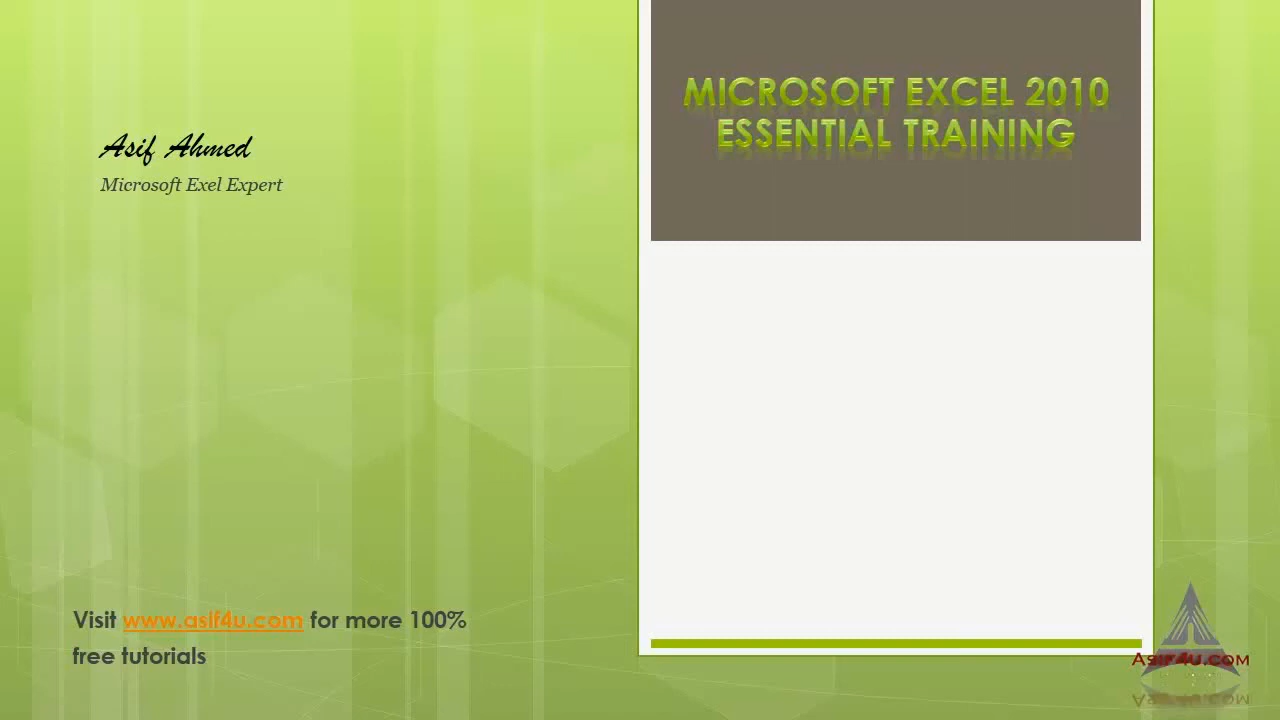 Asif Ahmed
Microsoft Exel Expert
MICROSOFT EXCEL 2010
ESSENTIAL TRAINING
Visit www.asif4u.com for more 100%
free tutorials
Asif4u.com